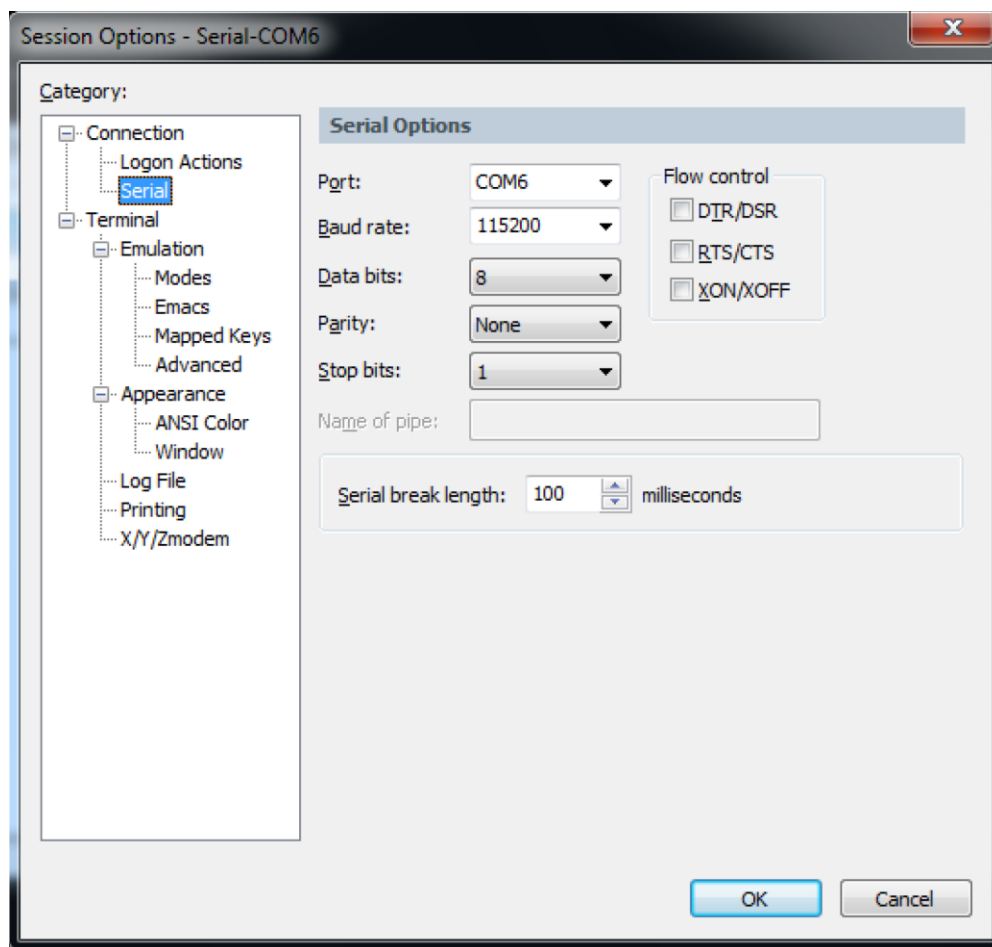 Session Options - Serial-COM6
Category:
Connection
Logon Actions
Serial
Terminal
Emulation
Modes
Emacs
Mapped Keys
Advanced
Appearance
ANSI Color
Window
Log File
Printing
X/Y/Zmodem
Serial Options
Port: COM6
Baud rate: 115200
Data bits: 8
Parity: None
Stop bits: 1
Name of pipe:
Flow control
DTR/DSR
RTS/CTS
XON/XOFF
Serial break length: 100 milliseconds
OK Cancel